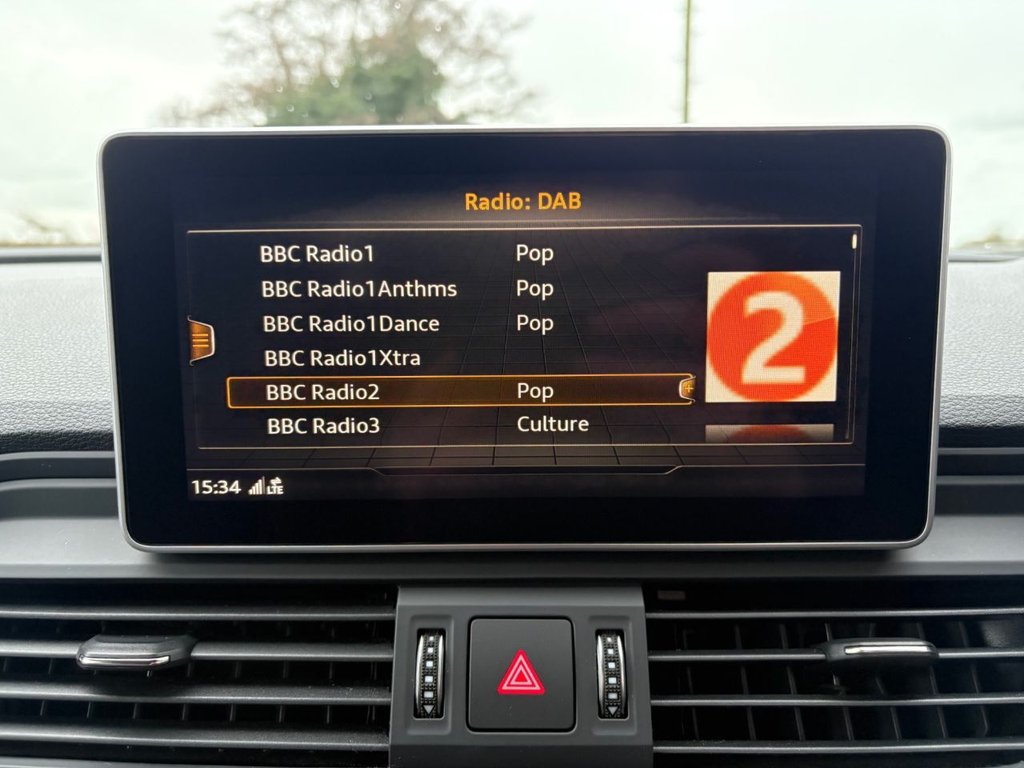 Radio: DAB
BBC Radio1 Pop
BBC Radio1Anthms Pop
BBC Radio1Dance Pop
BBC Radio1Xtra
BBC Radio2 Pop
BBC Radio3 Culture
2
15:34 LTE